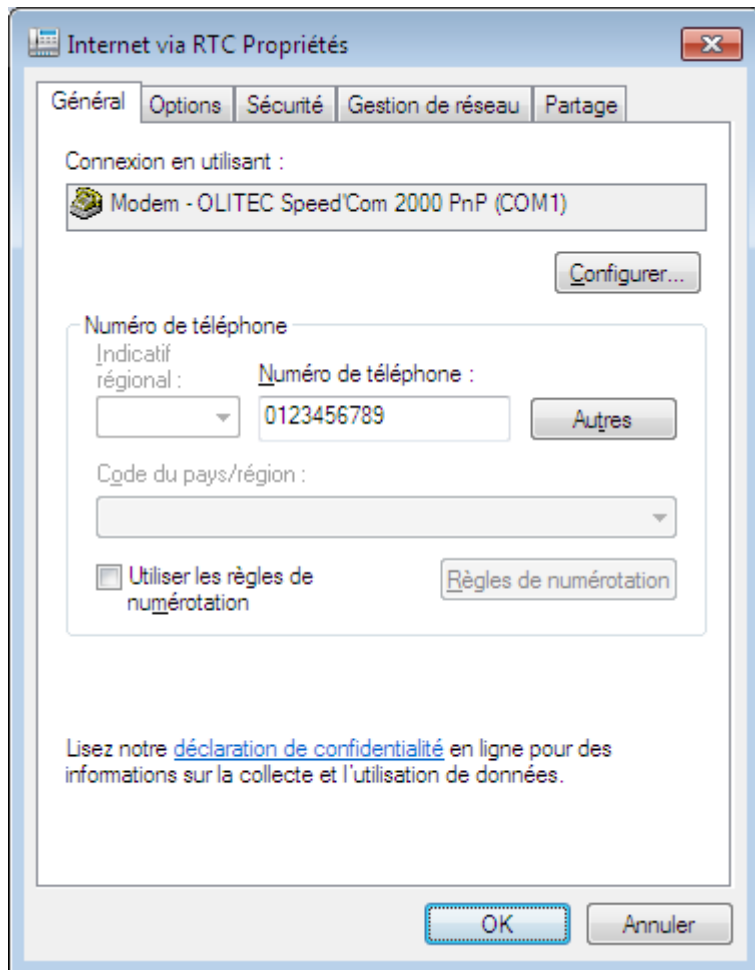 Internet via RTC Propriétés
Général
Options
Sécurité
Gestion de réseau
Partage
Connexion en utilisant :
Modem - OLITEC Speed'Com 2000 PnP (COM1)
Configurer...
Numéro de téléphone
Indicatif
régional :
Numéro de téléphone :
0123456789
Autres
Code du pays/région :
Utiliser les règles de
numérotation
Règles de numérotation
Lisez notre déclaration de confidentialité en ligne pour des
informations sur la collecte et l'utilisation de données.
OK
Annuler